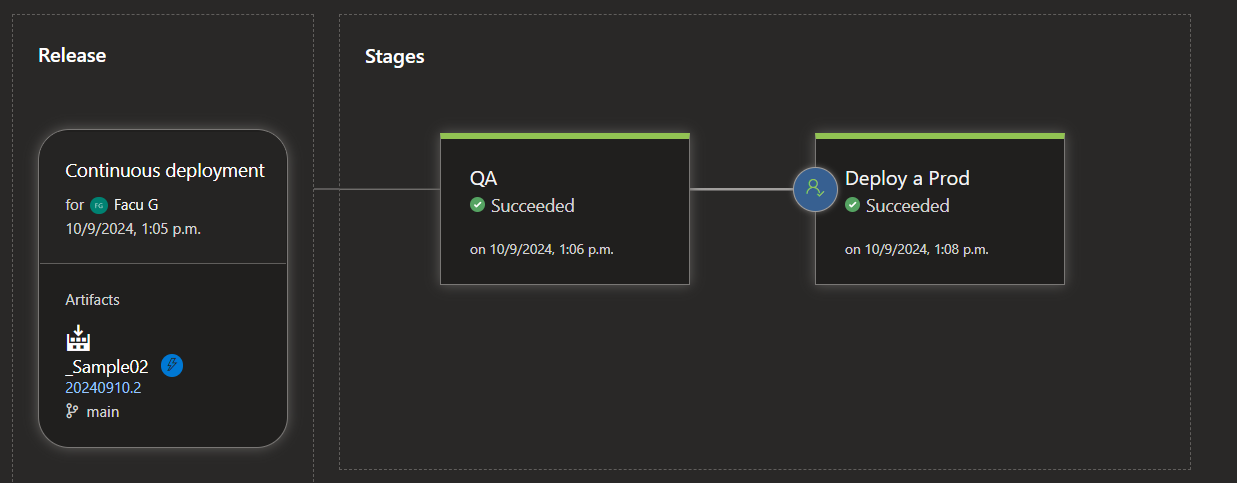 Release
Continuous deployment
for FG Facu G
10/9/2024, 1:05 p.m.
Artifacts
_Sample02
20240910.2
main
Stages
QA
Succeeded
on 10/9/2024, 1:06 p.m.
Deploy a Prod
Succeeded
on 10/9/2024, 1:08 p.m.